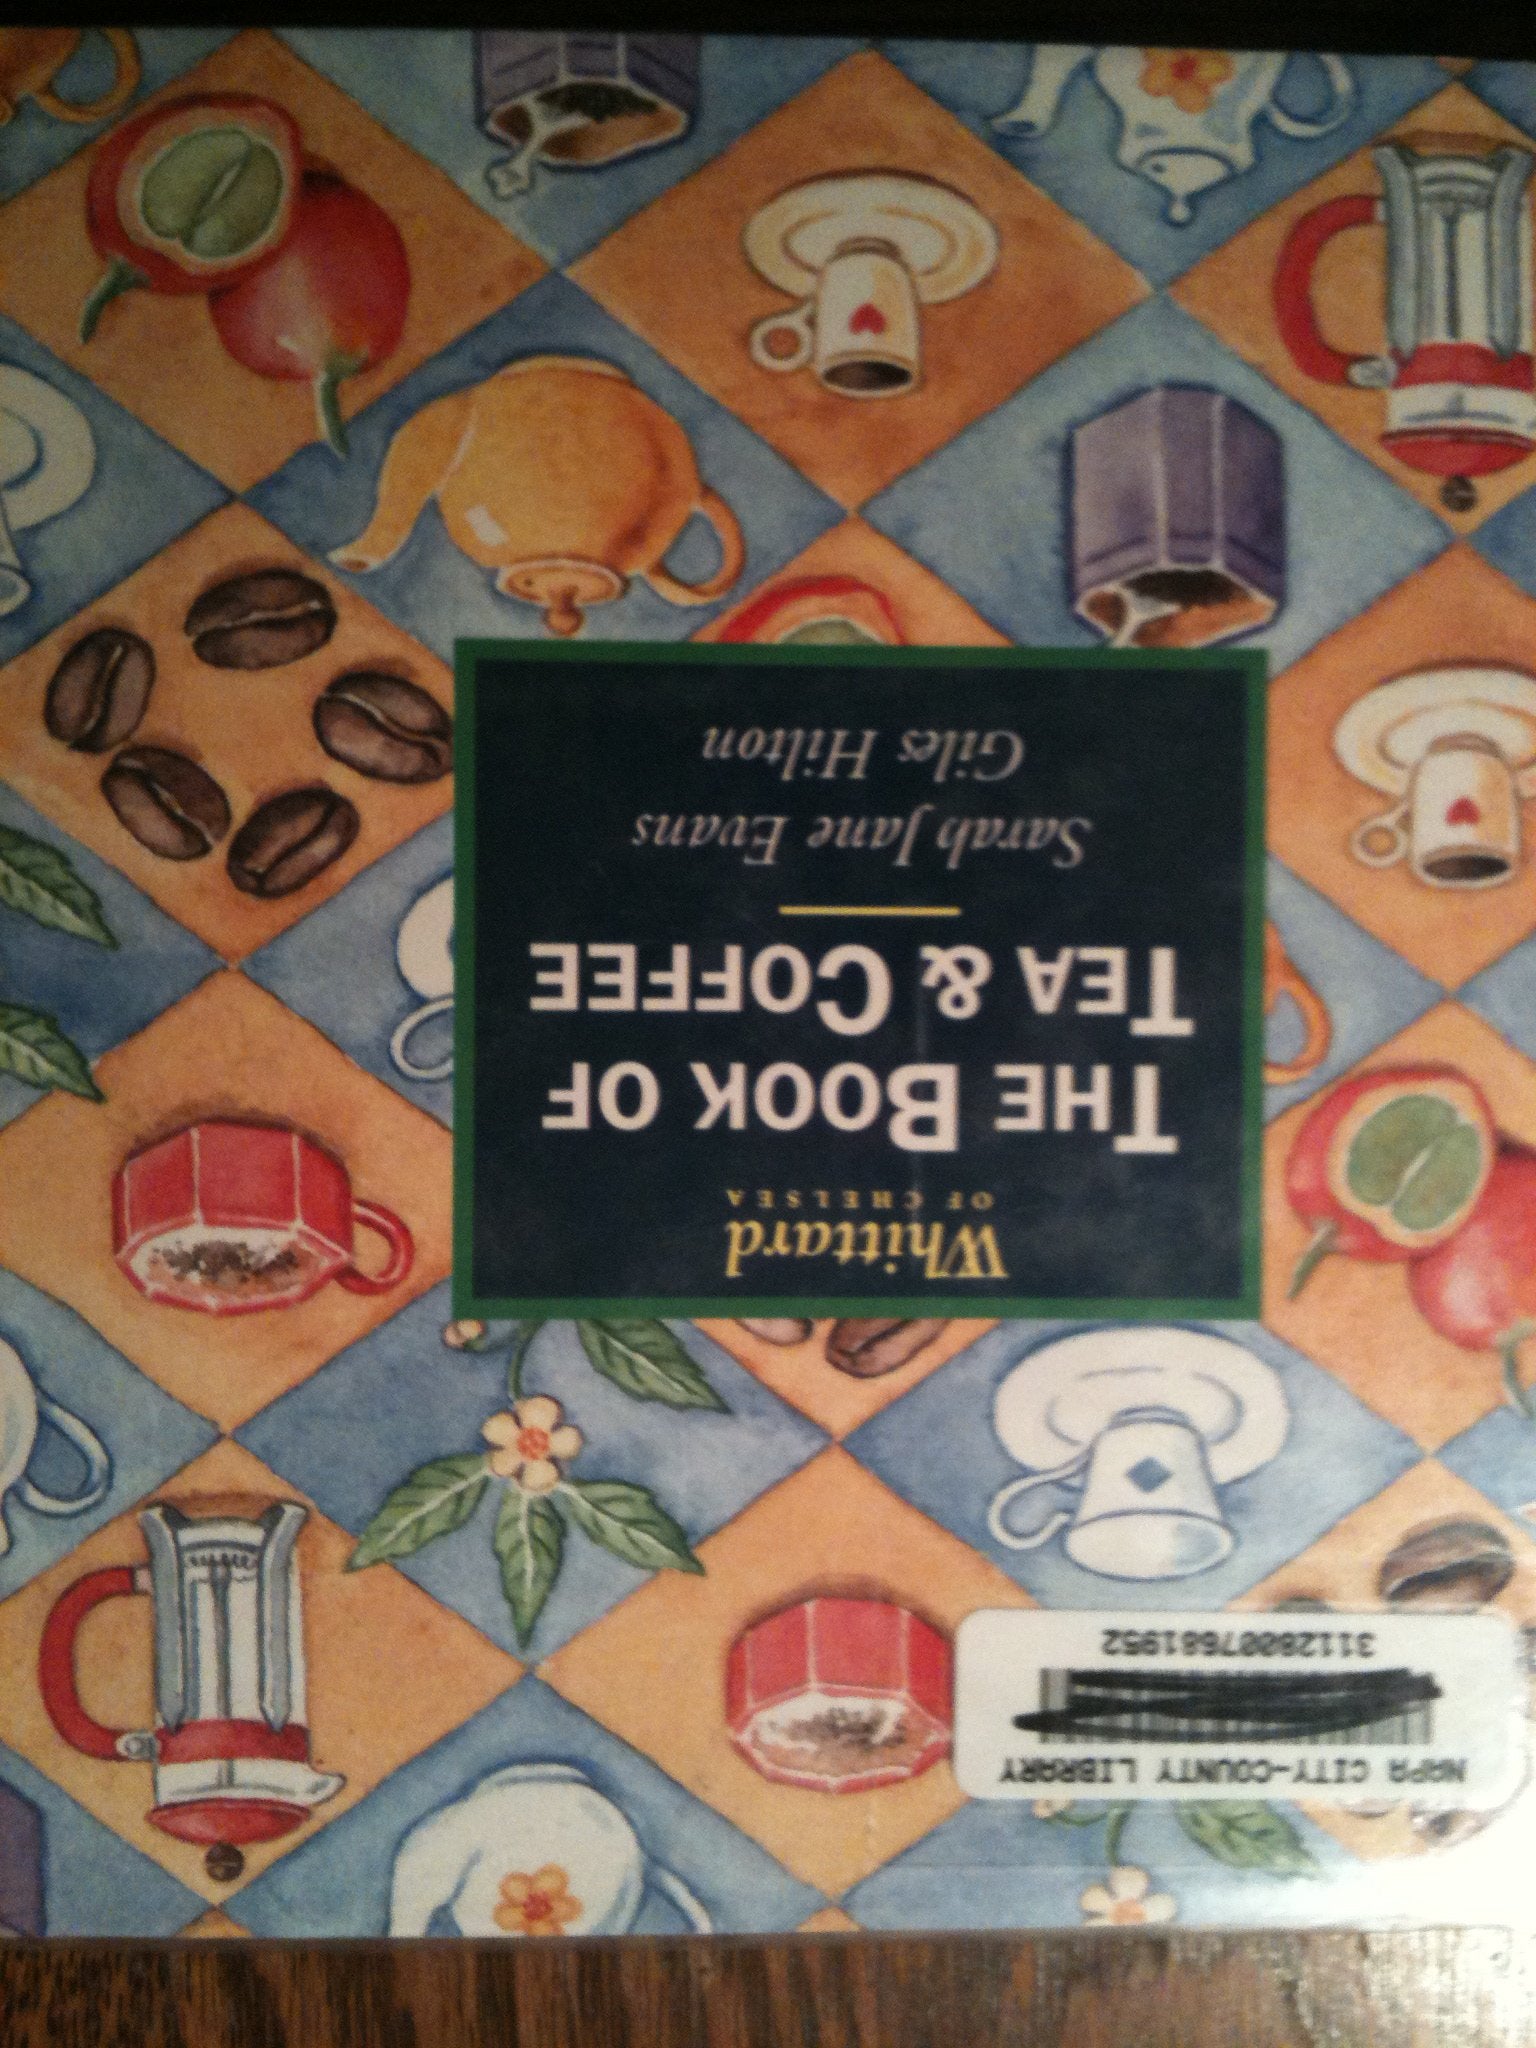 NAPA CITY-COUNTY LIBRARY
31128007681952
Whittard
OF CHELSEA
THE BOOK OF
TEA & COFFEE
Sarah Jane Evans
Giles Hilton